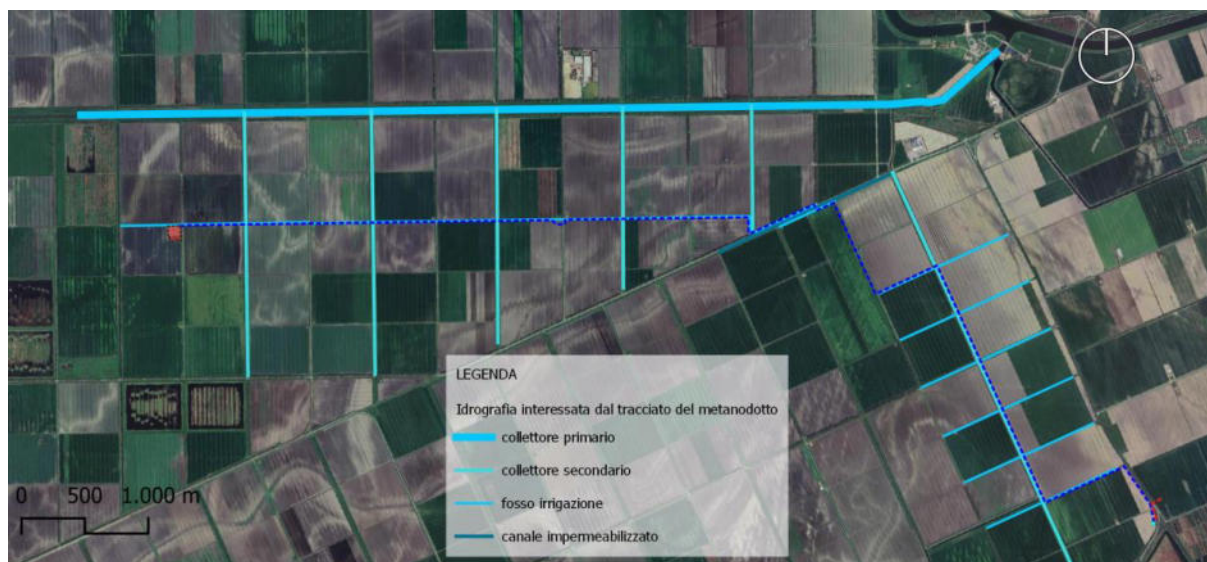 LEGENDA
Idrografia interessata dal tracciato del metanodotto
collettore primario
collettore secondario
fosso irrigazione
canale impermeabilizzato
0 500 1.000 m